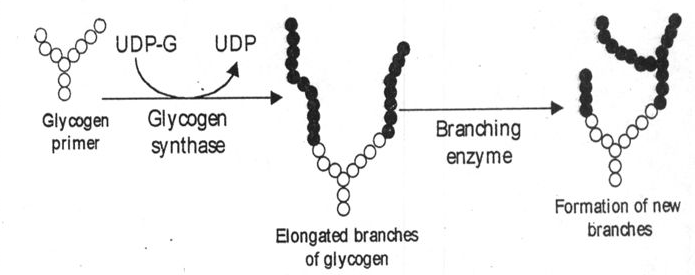 UDP-G
UDP
Glycogen
primer
Glycogen
synthase
Elongated branches
of glycogen
Branching
enzyme
Formation of new
branches